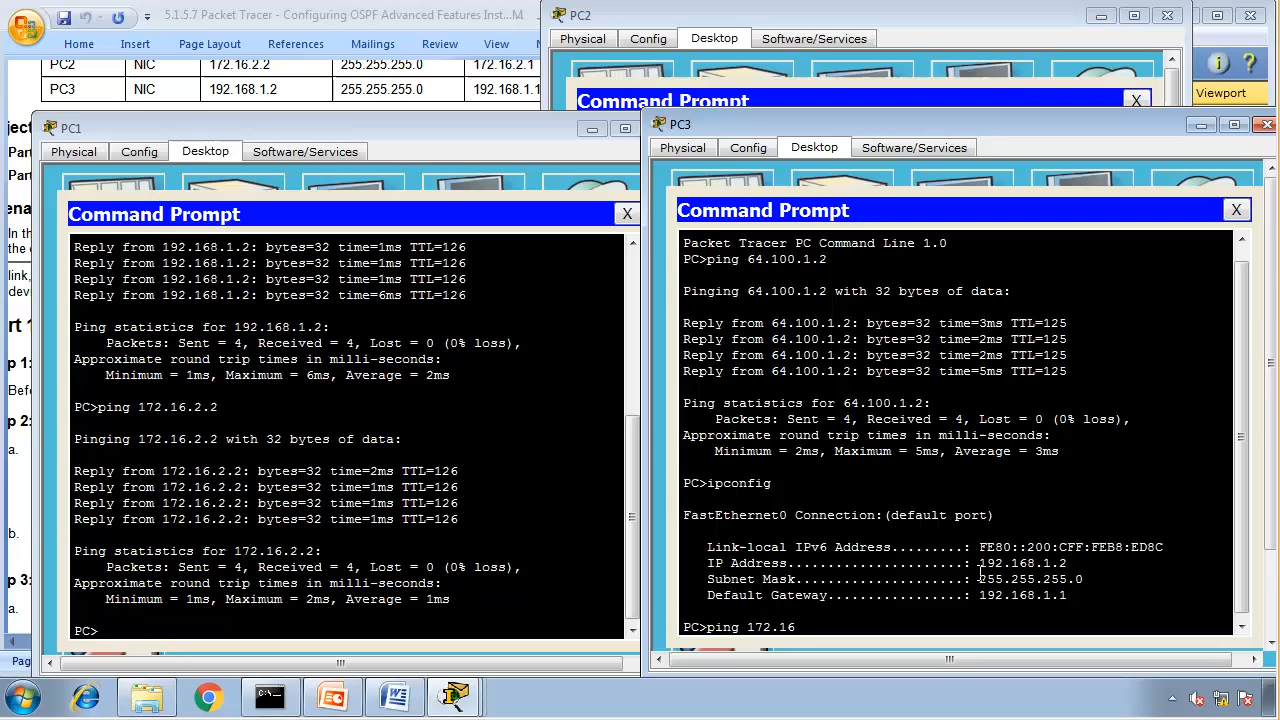 5.1.5.7 Packet Tracer - Configuring OSPF Advanced Features Inst...M
Home Insert Page Layout References Mailings Review View
PC2 NIC 172.16.2.2 255.255.255.0 172.16.2.1
PC3 NIC 192.168.1.2 255.255.255.0 192.168.1.1
PC2
Physical Config Desktop Software/Services
Command Prompt X
Viewport
ject
Part
Part
ena
In th
the
link,
devi
rt 1
p 1:
Befo
p 2:
a.
b.
p 3:
a.
Pag
PC1
Physical Config Desktop Software/Services
Command Prompt X
Reply from 192.168.1.2: bytes=32 time=1ms TTL=126
Reply from 192.168.1.2: bytes=32 time=1ms TTL=126
Reply from 192.168.1.2: bytes=32 time=1ms TTL=126
Reply from 192.168.1.2: bytes=32 time=6ms TTL=126
Ping statistics for 192.168.1.2:
Packets: Sent = 4, Received = 4, Lost = 0 (0% loss),
Approximate round trip times in milli-seconds:
Minimum = 1ms, Maximum = 6ms, Average = 2ms
PC>ping 172.16.2.2
Pinging 172.16.2.2 with 32 bytes of data:
Reply from 172.16.2.2: bytes=32 time=2ms TTL=126
Reply from 172.16.2.2: bytes=32 time=1ms TTL=126
Reply from 172.16.2.2: bytes=32 time=1ms TTL=126
Reply from 172.16.2.2: bytes=32 time=1ms TTL=126
Ping statistics for 172.16.2.2:
Packets: Sent = 4, Received = 4, Lost = 0 (0% loss),
Approximate round trip times in milli-seconds:
Minimum = 1ms, Maximum = 2ms, Average = 1ms
PC>
PC3
Physical Config Desktop Software/Services
Command Prompt X
Packet Tracer PC Command Line 1.0
PC>ping 64.100.1.2
Pinging 64.100.1.2 with 32 bytes of data:
Reply from 64.100.1.2: bytes=32 time=3ms TTL=125
Reply from 64.100.1.2: bytes=32 time=2ms TTL=125
Reply from 64.100.1.2: bytes=32 time=2ms TTL=125
Reply from 64.100.1.2: bytes=32 time=5ms TTL=125
Ping statistics for 64.100.1.2:
Packets: Sent = 4, Received = 4, Lost = 0 (0% loss),
Approximate round trip times in milli-seconds:
Minimum = 2ms, Maximum = 5ms, Average = 3ms
PC>ipconfig
FastEthernet0 Connection:(default port)
Link-local IPv6 Address.........: FE80::200:CFF:FEB8:ED8C
IP Address......................: 192.168.1.2
Subnet Mask.....................: 255.255.255.0
Default Gateway.................: 192.168.1.1
PC>ping 172.16